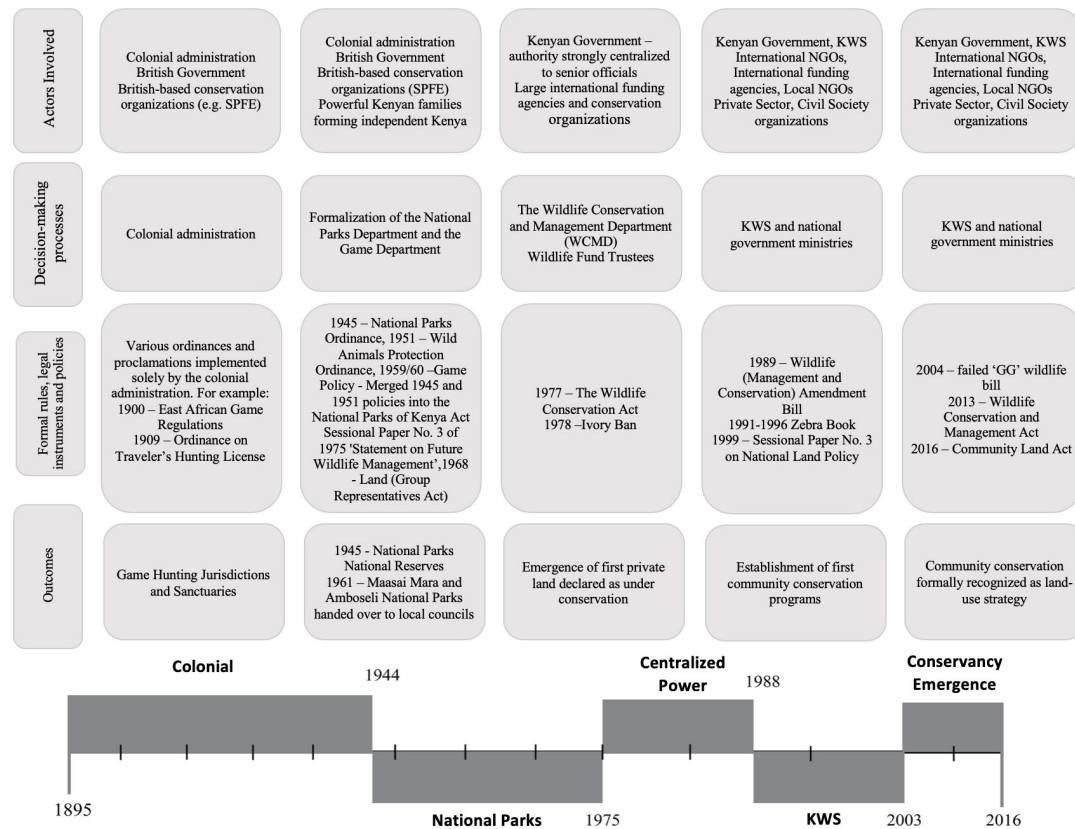 Actors Involved
Colonial administration
British Government
British-based conservation
organizations (e.g. SPFE)
Colonial administration
British Government
British-based conservation
organizations (SPFE)
Powerful Kenyan families
forming independent Kenya
Kenyan Government –
authority strongly centralized
to senior officials
Large international funding
agencies and conservation
organizations
Kenyan Government, KWS
International NGOs,
International funding
agencies, Local NGOs
Private Sector, Civil Society
organizations
Kenyan Government, KWS
International NGOs,
International funding
agencies, Local NGOs
Private Sector, Civil Society
organizations
Decision-making
processes
Colonial administration
Formalization of the National
Parks Department and the
Game Department
The Wildlife Conservation
and Management Department
(WCMD)
Wildlife Fund Trustees
KWS and national
government ministries
KWS and national
government ministries
Formal rules, legal
instruments and policies
Various ordinances and
proclamations implemented
solely by the colonial
administration. For example:
1900 – East African Game
Regulations
1909 – Ordinance on
Traveler’s Hunting License
1945 – National Parks
Ordinance, 1951 – Wild
Animals Protection
Ordinance, 1959/60 –Game
Policy - Merged 1945 and
1951 policies into the
National Parks of Kenya Act
Sessional Paper No. 3 of
1975 'Statement on Future
Wildlife Management’,1968
- Land (Group
Representatives Act)
1977 – The Wildlife
Conservation Act
1978 –Ivory Ban
1989 – Wildlife
(Management and
Conservation) Amendment
Bill
1991-1996 Zebra Book
1999 – Sessional Paper No. 3
on National Land Policy
2004 – failed ‘GG’ wildlife
bill
2013 – Wildlife
Conservation and
Management Act
2016 – Community Land Act
Outcomes
Game Hunting Jurisdictions
and Sanctuaries
1945 - National Parks
National Reserves
1961 – Maasai Mara and
Amboseli National Parks
handed over to local councils
Emergence of first private
land declared as under
conservation
Establishment of first
community conservation
programs
Community conservation
formally recognized as land-
use strategy
Colonial
1944
Centralized
Power
1988
Conservancy
Emergence
1895
National Parks
1975
KWS
2003
2016